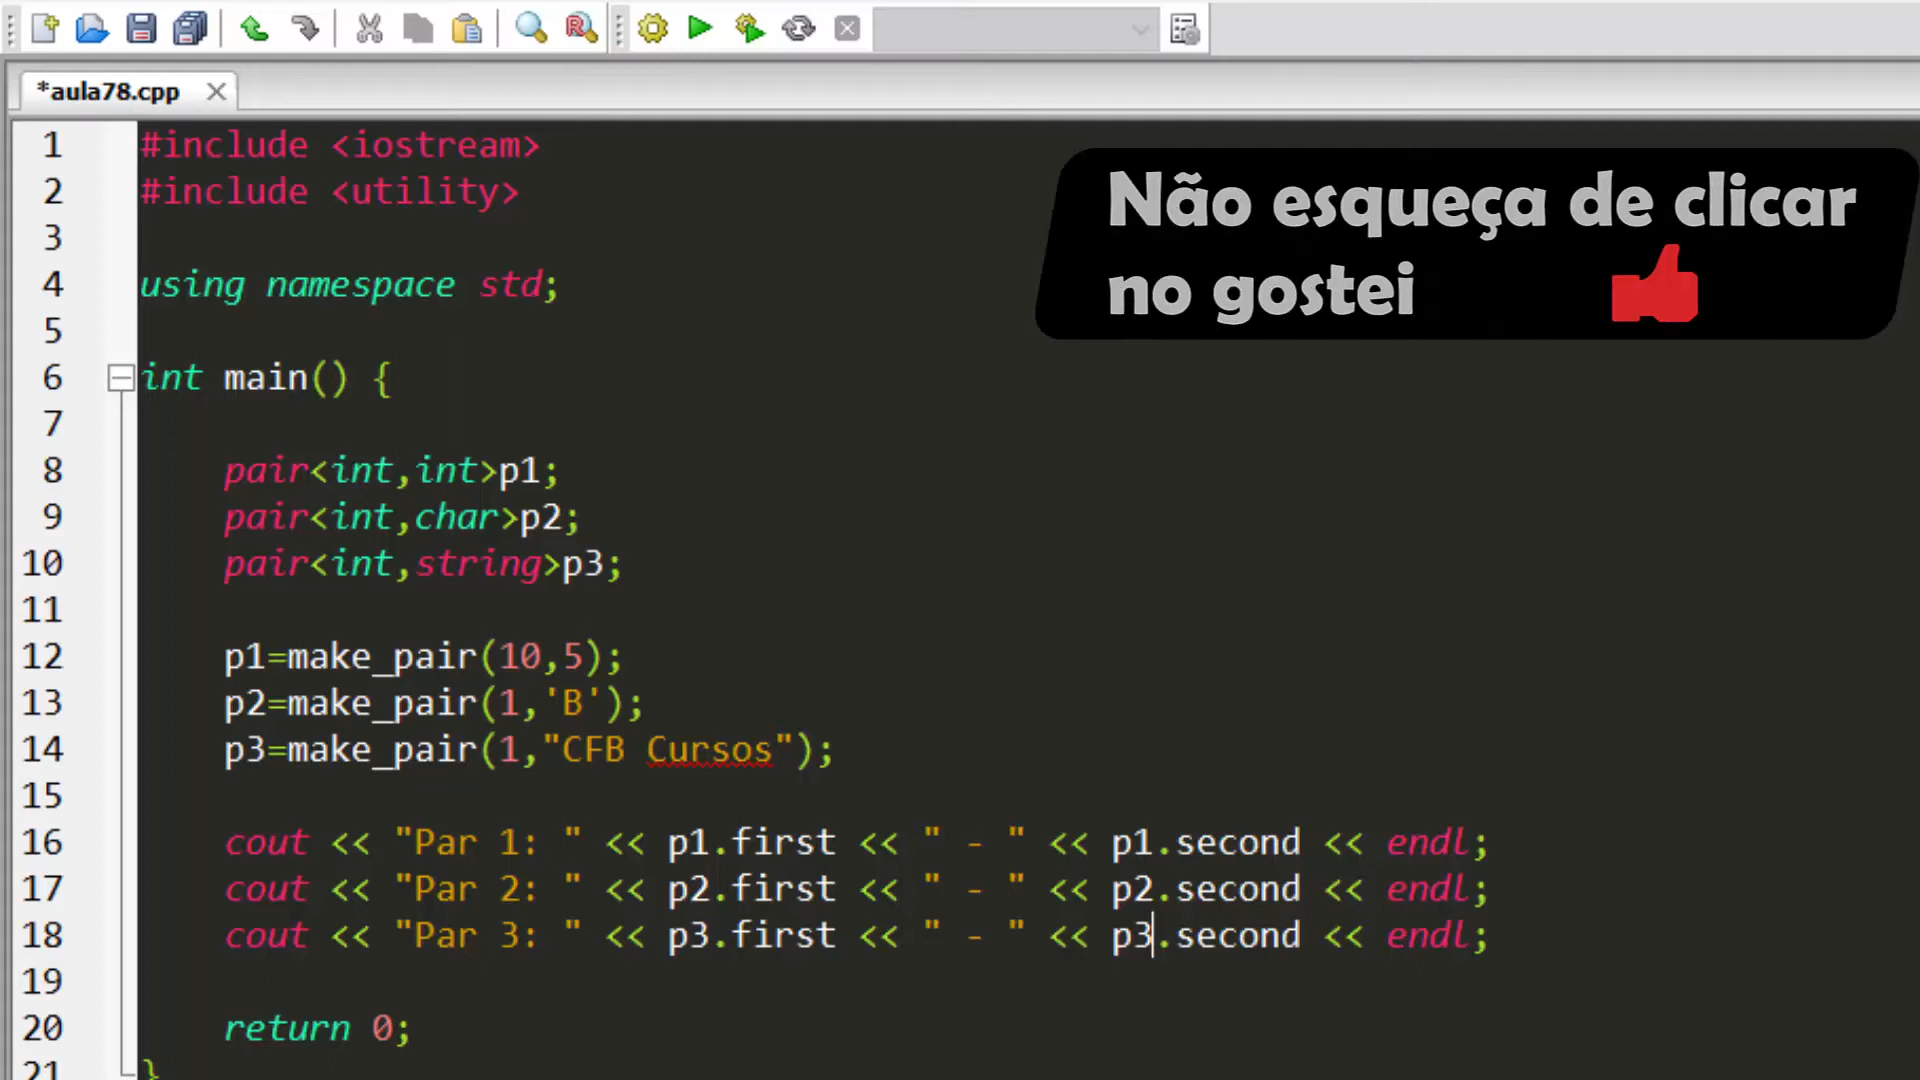 *aula78.cpp
Não esqueça de clicar
no gostei
1 #include <iostream>
2 #include <utility>
3
4 using namespace std;
5
6 int main() {
7
8 pair<int,int>p1;
9 pair<int,char>p2;
10 pair<int,string>p3;
11
12 p1=make_pair(10,5);
13 p2=make_pair(1,'B');
14 p3=make_pair(1,"CFB Cursos");
15
16 cout << "Par 1: " << p1.first << " - " << p1.second << endl;
17 cout << "Par 2: " << p2.first << " - " << p2.second << endl;
18 cout << "Par 3: " << p3.first << " - " << p3.second << endl;
19
20 return 0;
21 }